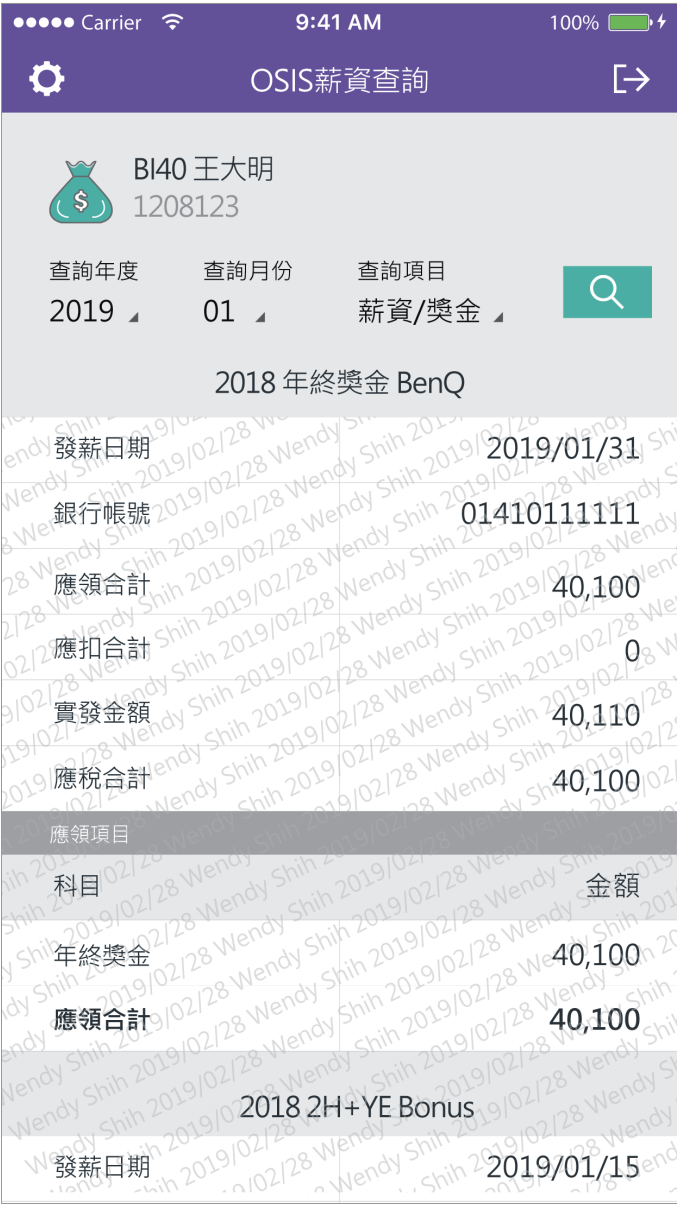 Carrier 9:41 AM 100%
OSIS薪資查詢
BI40 王大明
1208123
查詢年度 查詢月份 查詢項目
2019 01 薪資/獎金
2018 年終獎金 BenQ
發薪日期 2019/01/31
銀行帳號 01410111111
應領合計 40,100
應扣合計 0
實發金額 40,110
應稅合計 40,100
應領項目
科目 金額
年終獎金 40,100
應領合計 40,100
2018 2H+YE Bonus
發薪日期 2019/01/15
Wendy Shih 2019/02/28